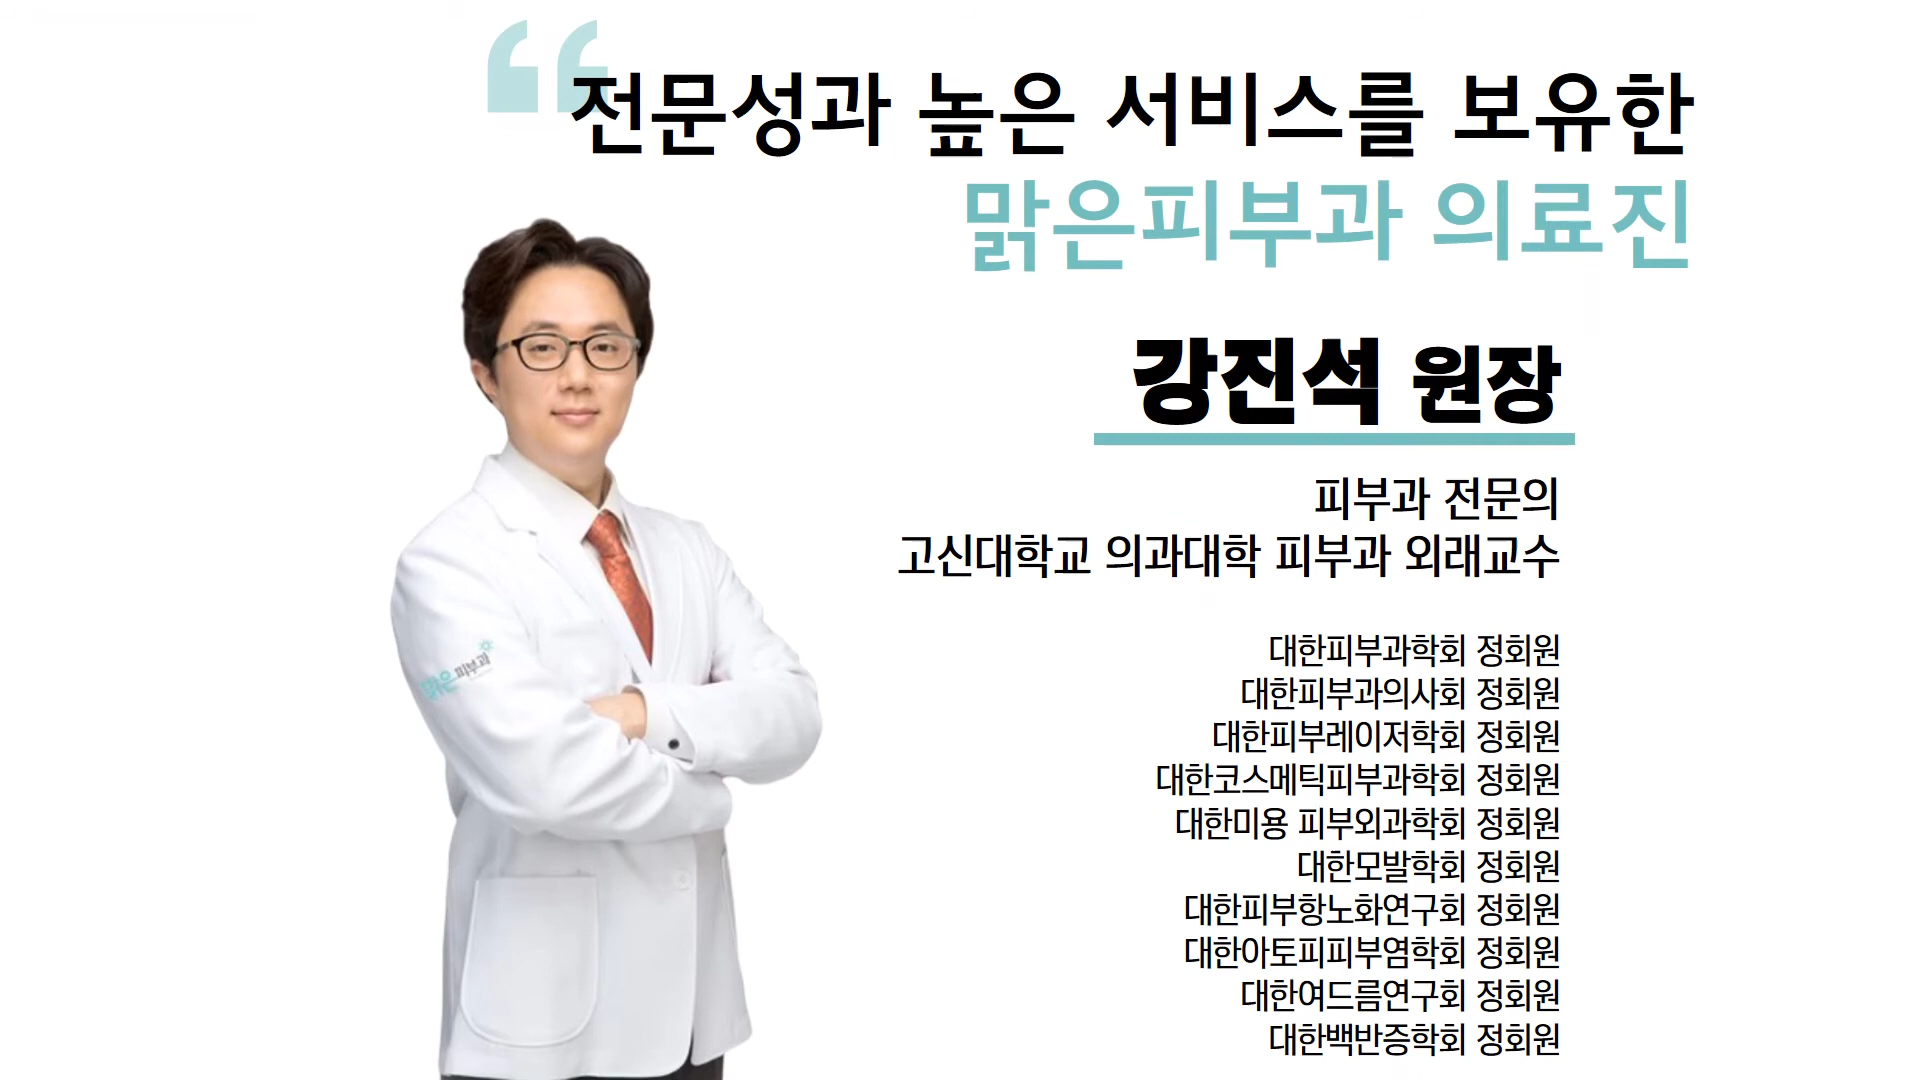 전문성과 높은 서비스를 보유한
맑은피부과 의료진
강진석 원장
피부과 전문의
고신대학교 의과대학 피부과 외래교수
대한피부과학회 정회원
대한피부과의사회 정회원
대한피부레이저학회 정회원
대한코스메틱피부과학회 정회원
대한미용 피부외과학회 정회원
대한모발학회 정회원
대한피부항노화연구회 정회원
대한아토피피부염학회 정회원
대한여드름연구회 정회원
대한백반증학회 정회원
맑은피부과